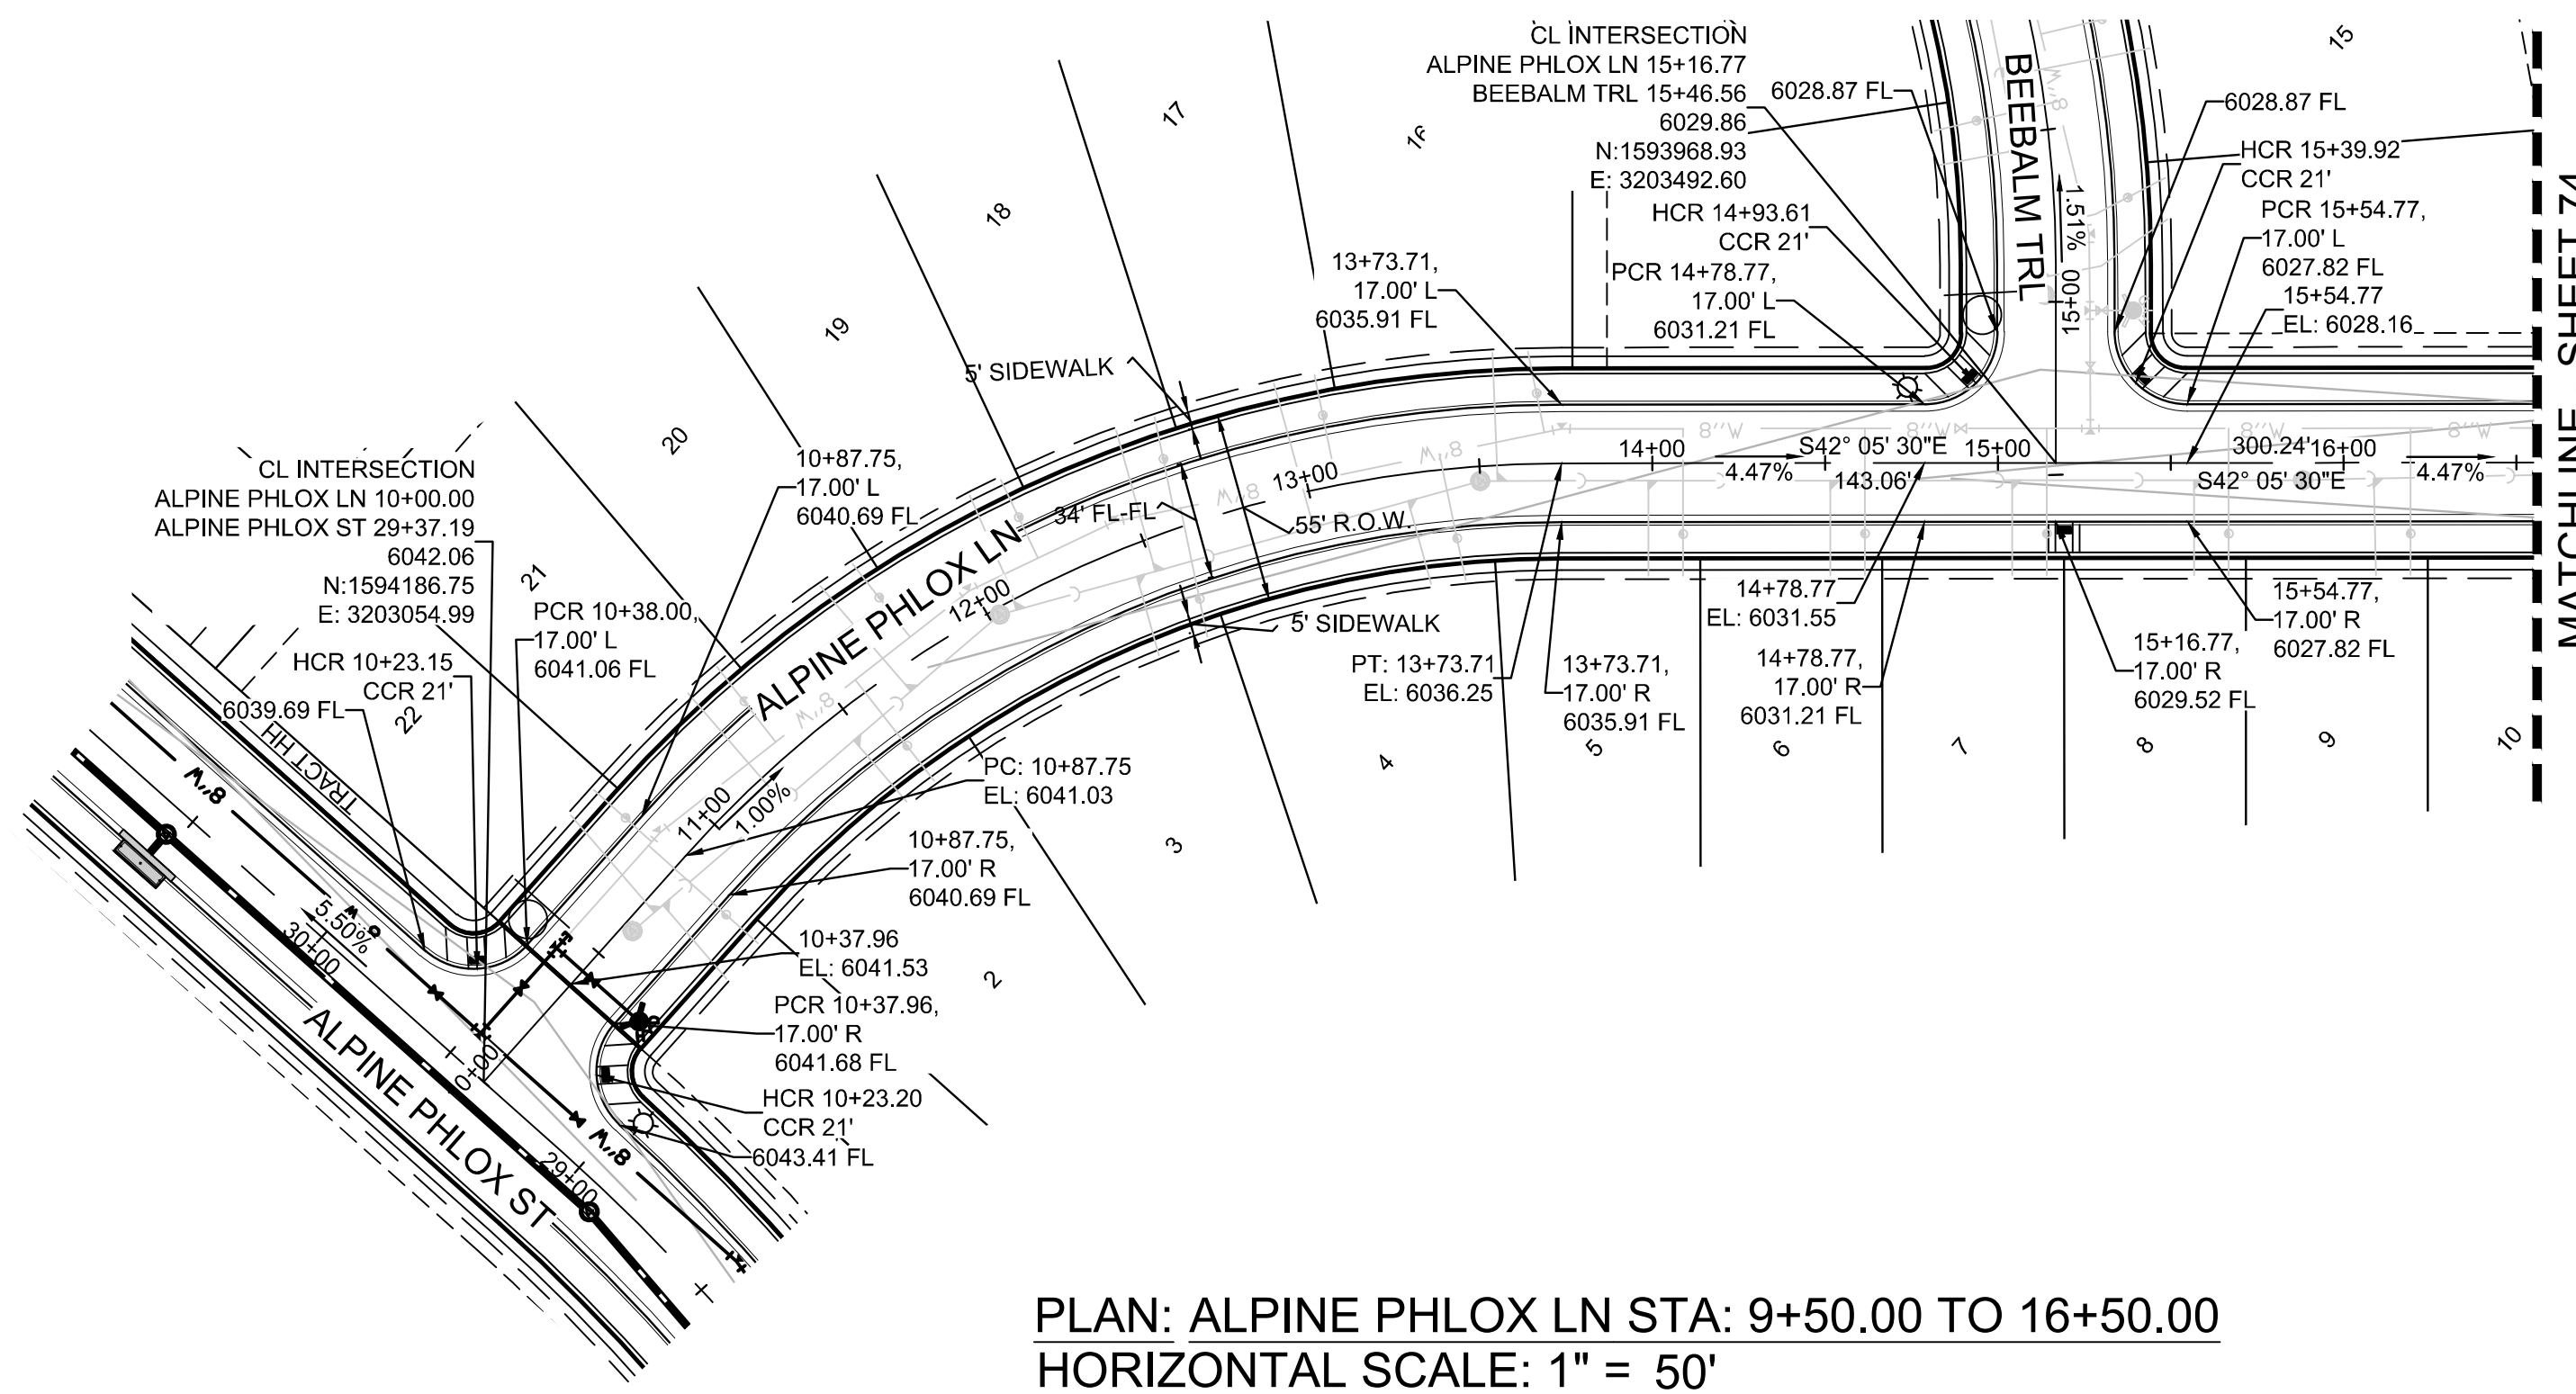 CL INTERSECTION
ALPINE PHLOX LN 15+16.77
BEEBALM TRL 15+46.56
6029.86
N:1593968.93
E: 3203492.60
6028.87 FL
HCR 14+93.61
CCR 21'
PCR 14+78.77,
17.00' L
6031.21 FL
13+73.71,
17.00' L
6035.91 FL
BEEBALM TRL
8"W
1.51%
15+00
6028.87 FL
HCR 15+39.92
CCR 21'
PCR 15+54.77,
17.00' L
6027.82 FL
15+54.77
EL: 6028.16
15
16
17
18
19
20
21
22
5' SIDEWALK
CL INTERSECTION
ALPINE PHLOX LN 10+00.00
ALPINE PHLOX ST 29+37.19
6042.06
N:1594186.75
E: 3203054.99
HCR 10+23.15
CCR 21'
6039.69 FL
TRACT HH
PCR 10+38.00,
17.00' L
6041.06 FL
10+87.75,
17.00' L
6040.69 FL
ALPINE PHLOX LN
8"W
8"W
8"W
11+00
1.00%
12+00
13+00
34' FL-FL
55' R.O.W.
5' SIDEWALK
14+00
4.47%
S42° 05' 30"E
143.06'
15+00
300.24'
S42° 05' 30"E
16+00
4.47%
8"W
8"W
8"W
8"W
PC: 10+87.75
EL: 6041.03
10+87.75,
17.00' R
6040.69 FL
10+37.96
EL: 6041.53
PCR 10+37.96,
17.00' R
6041.68 FL
HCR 10+23.20
CCR 21'
6043.41 FL
PT: 13+73.71
EL: 6036.25
13+73.71,
17.00' R
6035.91 FL
14+78.77
EL: 6031.55
14+78.77,
17.00' R
6031.21 FL
15+16.77,
17.00' R
6029.52 FL
15+54.77,
17.00' R
6027.82 FL
2
3
4
5
6
7
8
9
10
8"W
5.50%
30+00
0+00
8"W
29+00
ALPINE PHLOX ST
MATCHLINE SHEET ZN
PLAN: ALPINE PHLOX LN STA: 9+50.00 TO 16+50.00
HORIZONTAL SCALE: 1" = 50'